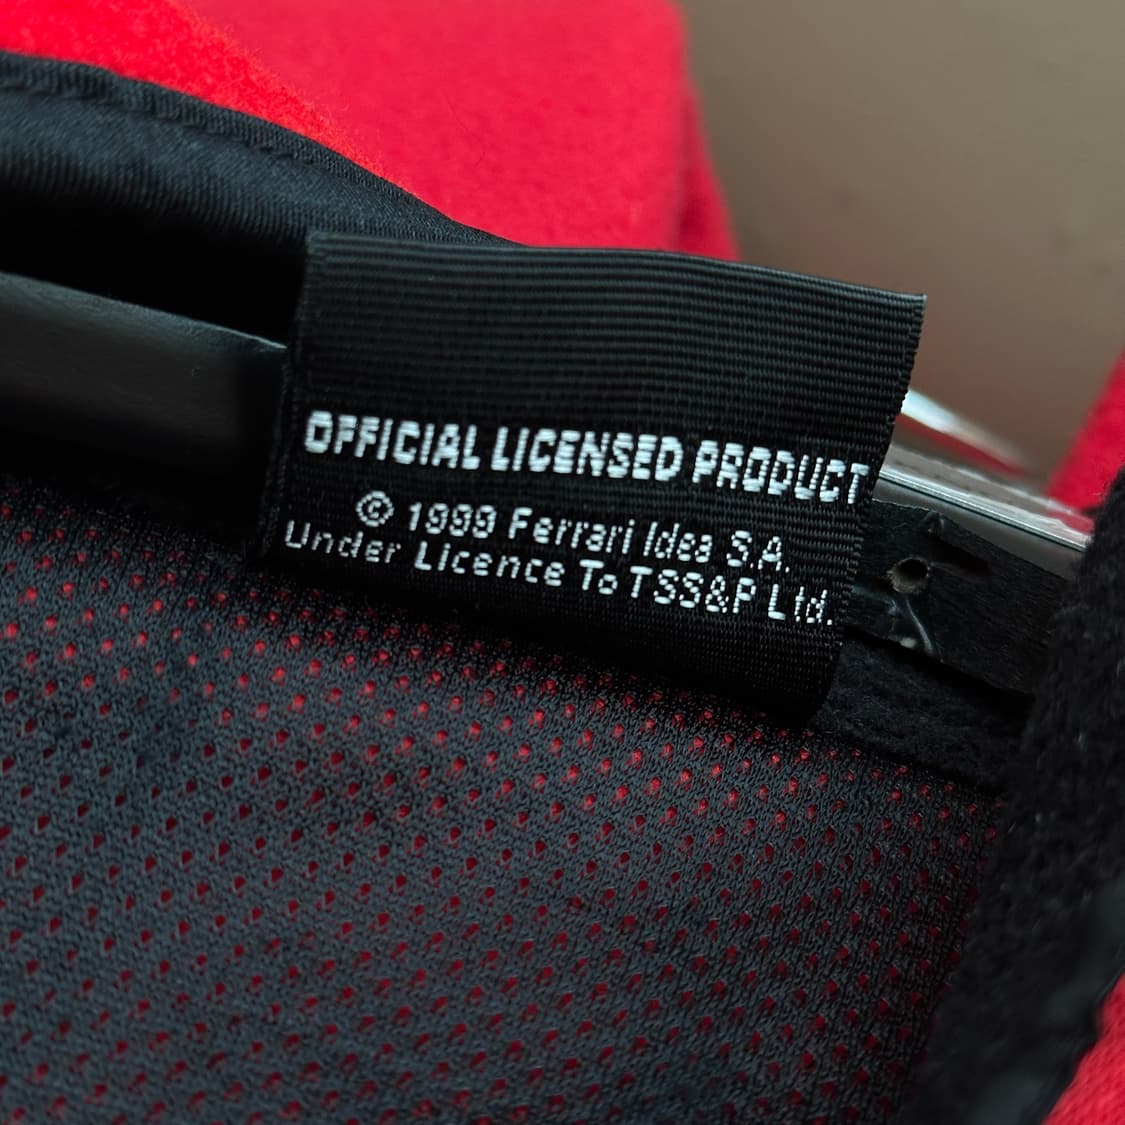 OFFICIAL LICENSED PRODUCT
© 1999 Ferrari Idea S.A.
Under Licence To TSS&P Ltd.